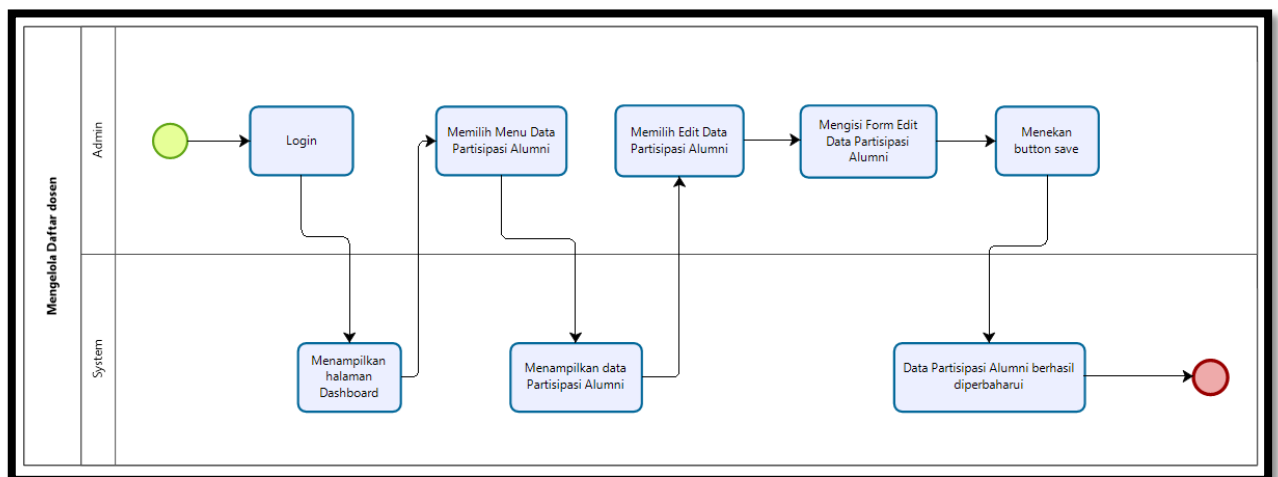 Mengelola Daftar dosen
Admin
Login
Memilih Menu Data
Partisipasi Alumni
Memilih Edit Data
Partisipasi Alumni
Mengisi Form Edit
Data Partisipasi
Alumni
Menekan
button save
System
Menampilkan
halaman
Dashboard
Menampilkan data
Partisipasi Alumni
Data Partisipasi Alumni berhasil
diperbaharui